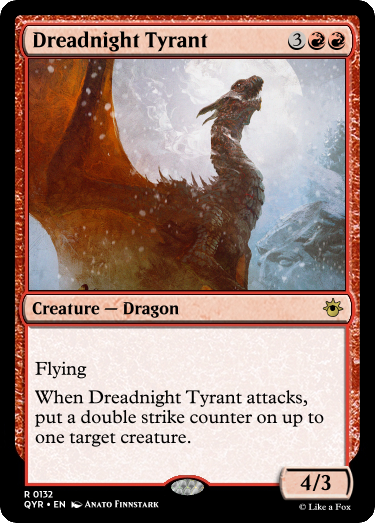 Dreadnight Tyrant 3
Creature — Dragon
Flying
When Dreadnight Tyrant attacks,
put a double strike counter on up to
one target creature.
4/3
R 0132
QYR • EN Anato Finnstark
© Like a Fox